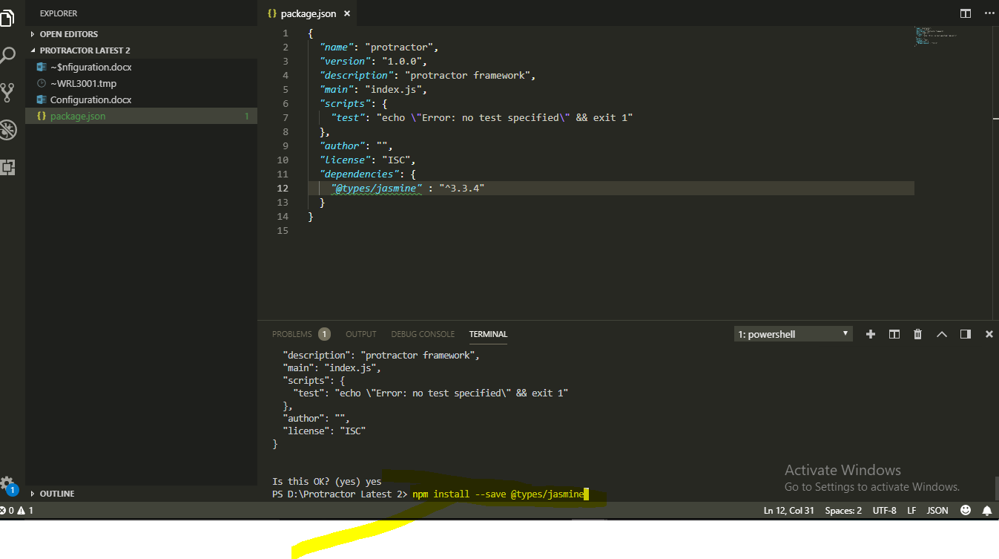 EXPLORER
OPEN EDITORS
PROTRACTOR LATEST 2
~$nfiguration.docx
~WRL3001.tmp
Configuration.docx
{} package.json 1
OUTLINE
{} package.json ×
1 {
2 "name": "protractor",
3 "version": "1.0.0",
4 "description": "protractor framework",
5 "main": "index.js",
6 "scripts": {
7 "test": "echo \"Error: no test specified\" && exit 1"
8 },
9 "author": "",
10 "license": "ISC",
11 "dependencies": {
12 "@types/jasmine" : "^3.3.4"
13 }
14 }
15
PROBLEMS 1 OUTPUT DEBUG CONSOLE TERMINAL 1: powershell
"description": "protractor framework",
"main": "index.js",
"scripts": {
"test": "echo \"Error: no test specified\" && exit 1"
},
"author": "",
"license": "ISC"
}
Is this OK? (yes) yes
PS D:\Protractor Latest 2> npm install --save @types/jasmine
Activate Windows
Go to Settings to activate Windows.
1
0 1 Ln 12, Col 31 Spaces: 2 UTF-8 LF JSON